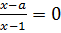 x−a/x−1 = 0